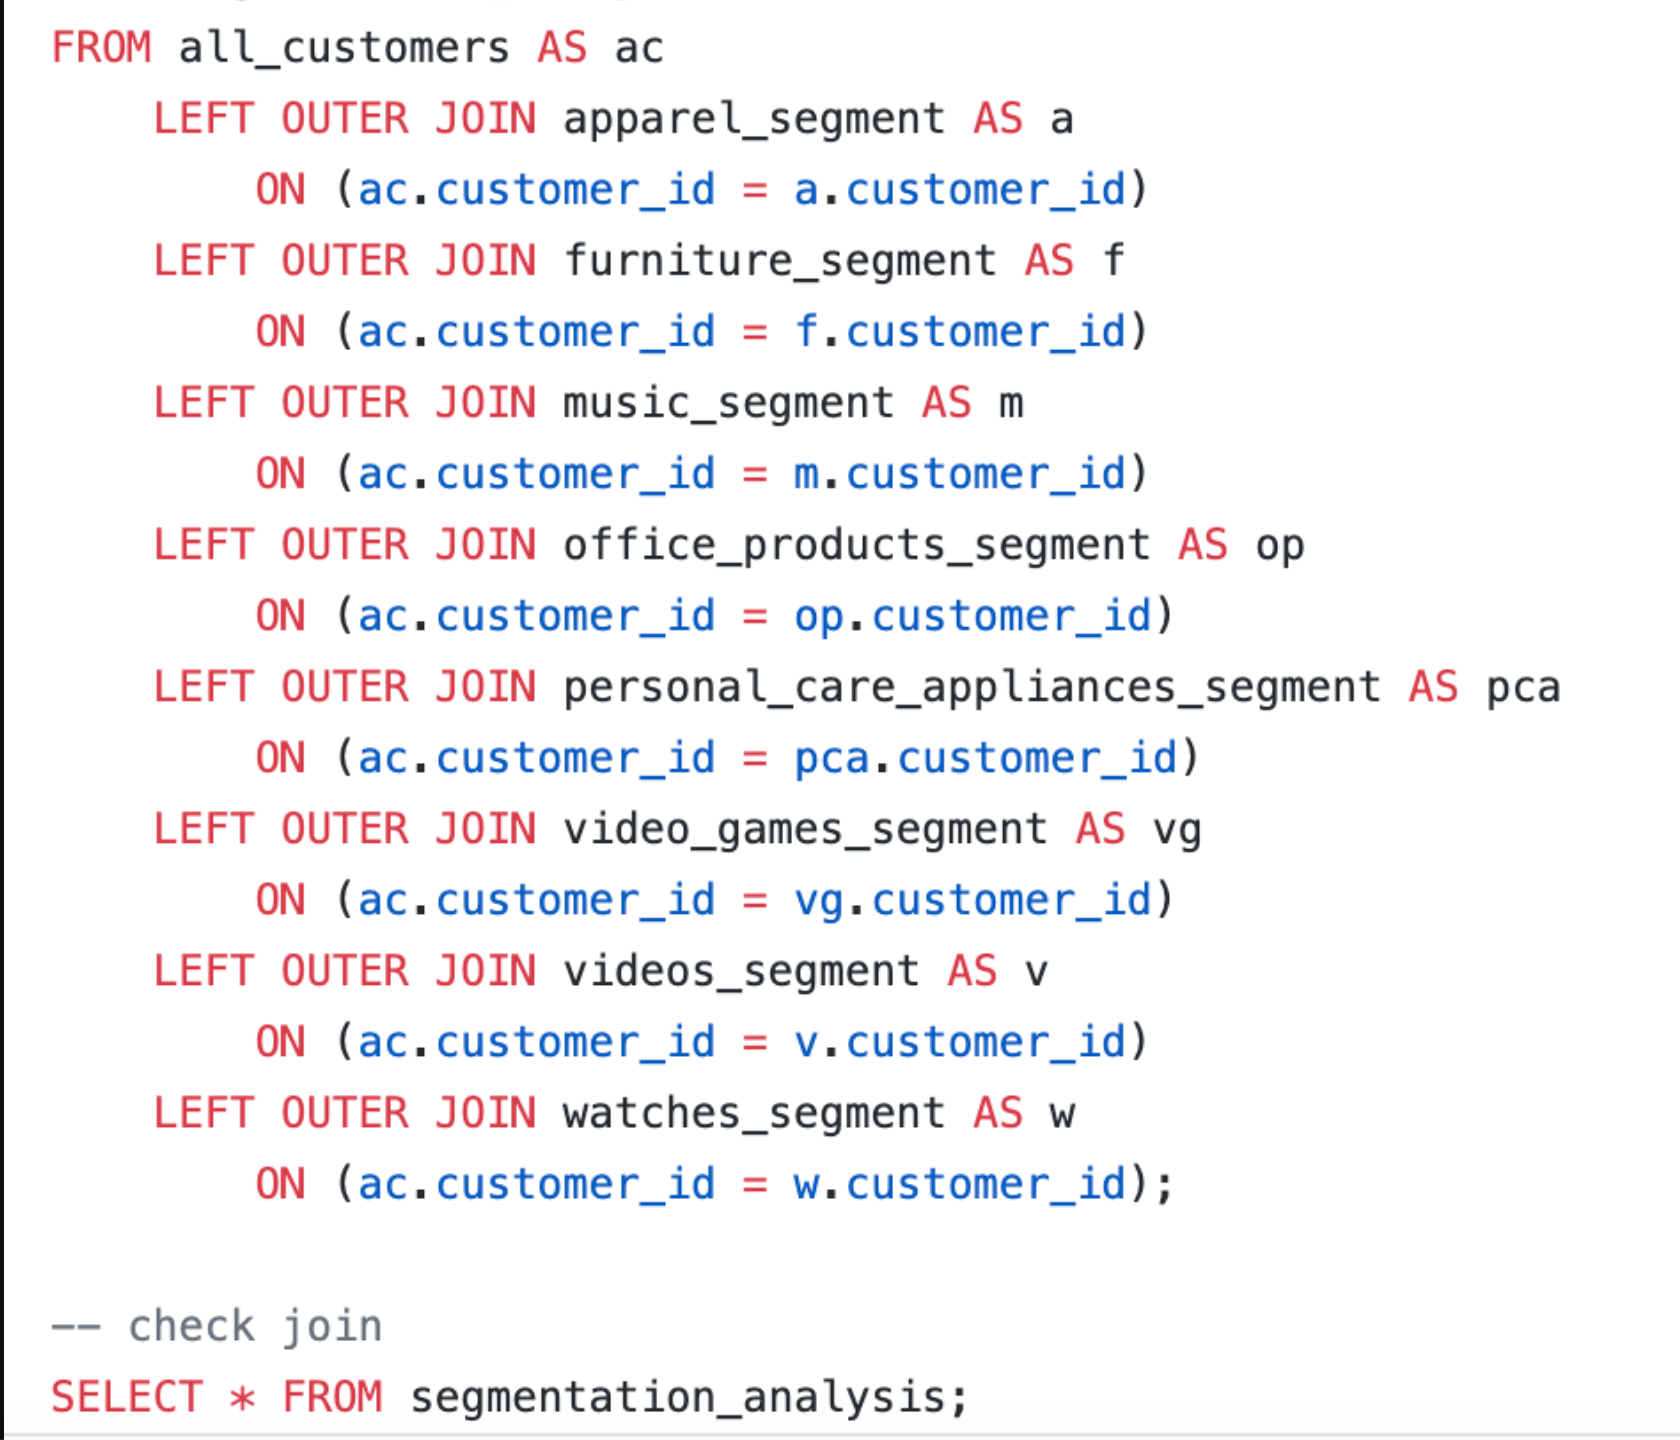 FROM all_customers AS ac
LEFT OUTER JOIN apparel_segment AS a
ON (ac.customer_id = a.customer_id)
LEFT OUTER JOIN furniture_segment AS f
ON (ac.customer_id = f.customer_id)
LEFT OUTER JOIN music_segment AS m
ON (ac.customer_id = m.customer_id)
LEFT OUTER JOIN office_products_segment AS op
ON (ac.customer_id = op.customer_id)
LEFT OUTER JOIN personal_care_appliances_segment AS pca
ON (ac.customer_id = pca.customer_id)
LEFT OUTER JOIN video_games_segment AS vg
ON (ac.customer_id = vg.customer_id)
LEFT OUTER JOIN videos_segment AS v
ON (ac.customer_id = v.customer_id)
LEFT OUTER JOIN watches_segment AS w
ON (ac.customer_id = w.customer_id);
-- check join
SELECT * FROM segmentation_analysis;